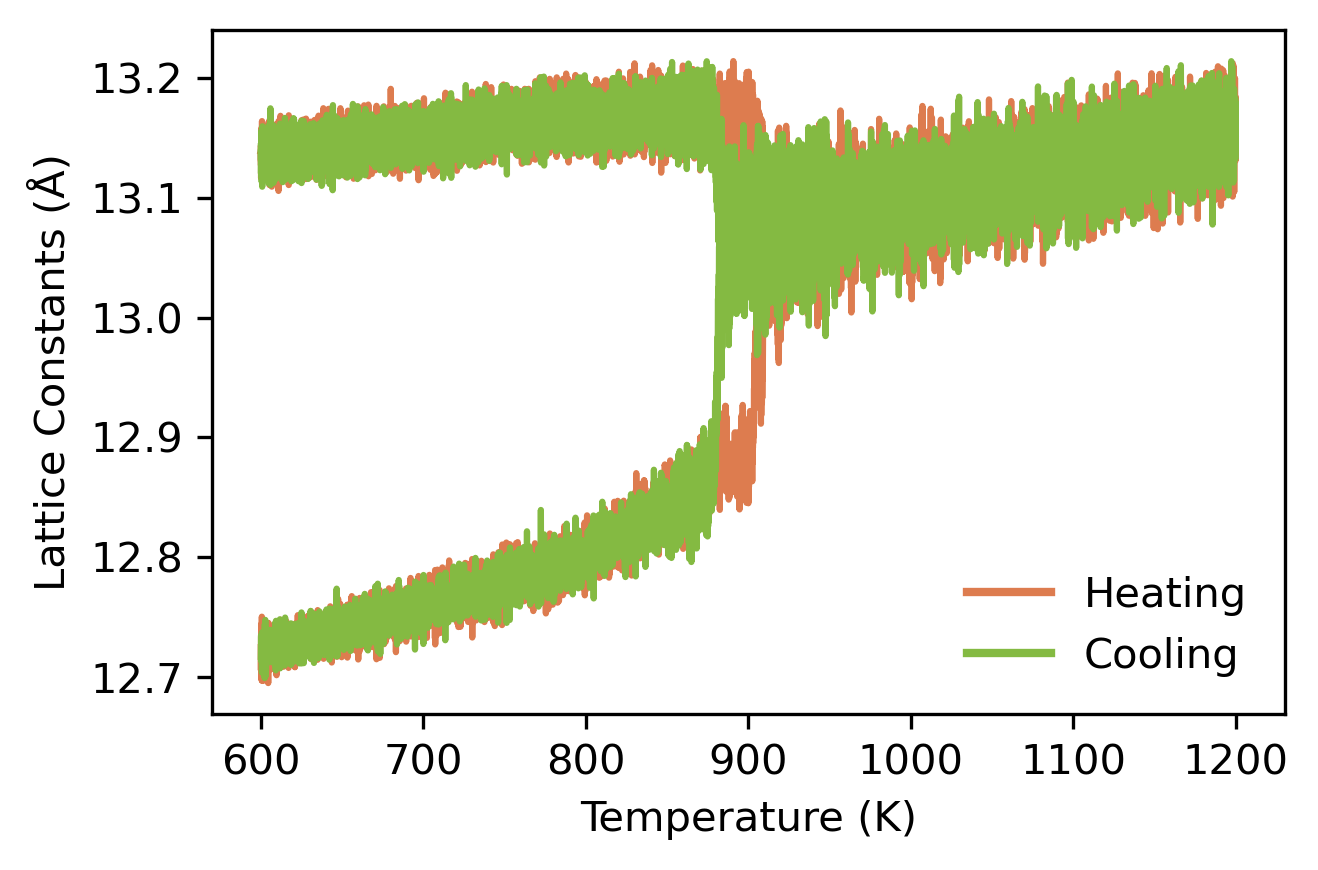 13.2
13.1
13.0
12.9
12.8
12.7
Lattice Constants (Å)
Heating
Cooling
600 700 800 900 1000 1100 1200
Temperature (K)